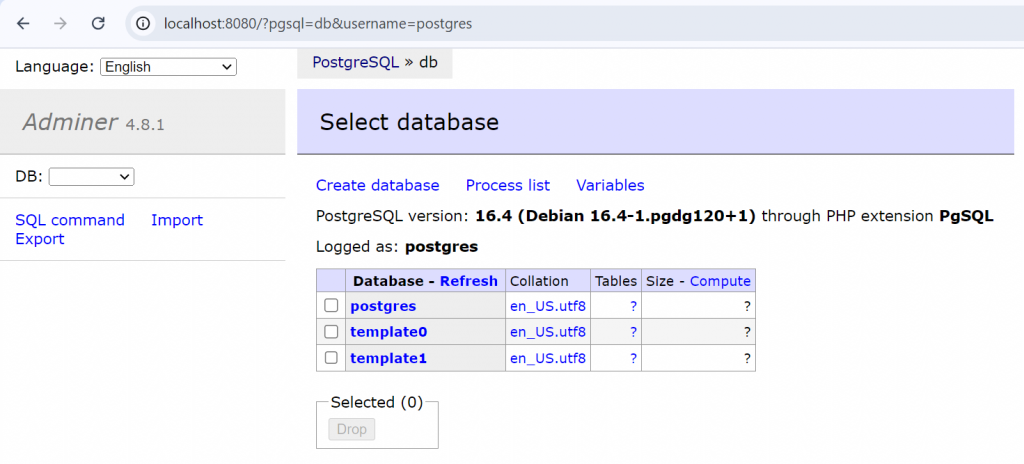 localhost:8080/?pgsql=db&username=postgres
Language: English
PostgreSQL » db
Adminer 4.8.1
Select database
DB:
SQL command Import
Export
Create database Process list Variables
PostgreSQL version: 16.4 (Debian 16.4-1.pgdg120+1) through PHP extension PgSQL
Logged as: postgres
Database - Refresh Collation Tables Size - Compute
postgres en_US.utf8 ? ?
template0 en_US.utf8 ? ?
template1 en_US.utf8 ? ?
Selected (0)
Drop